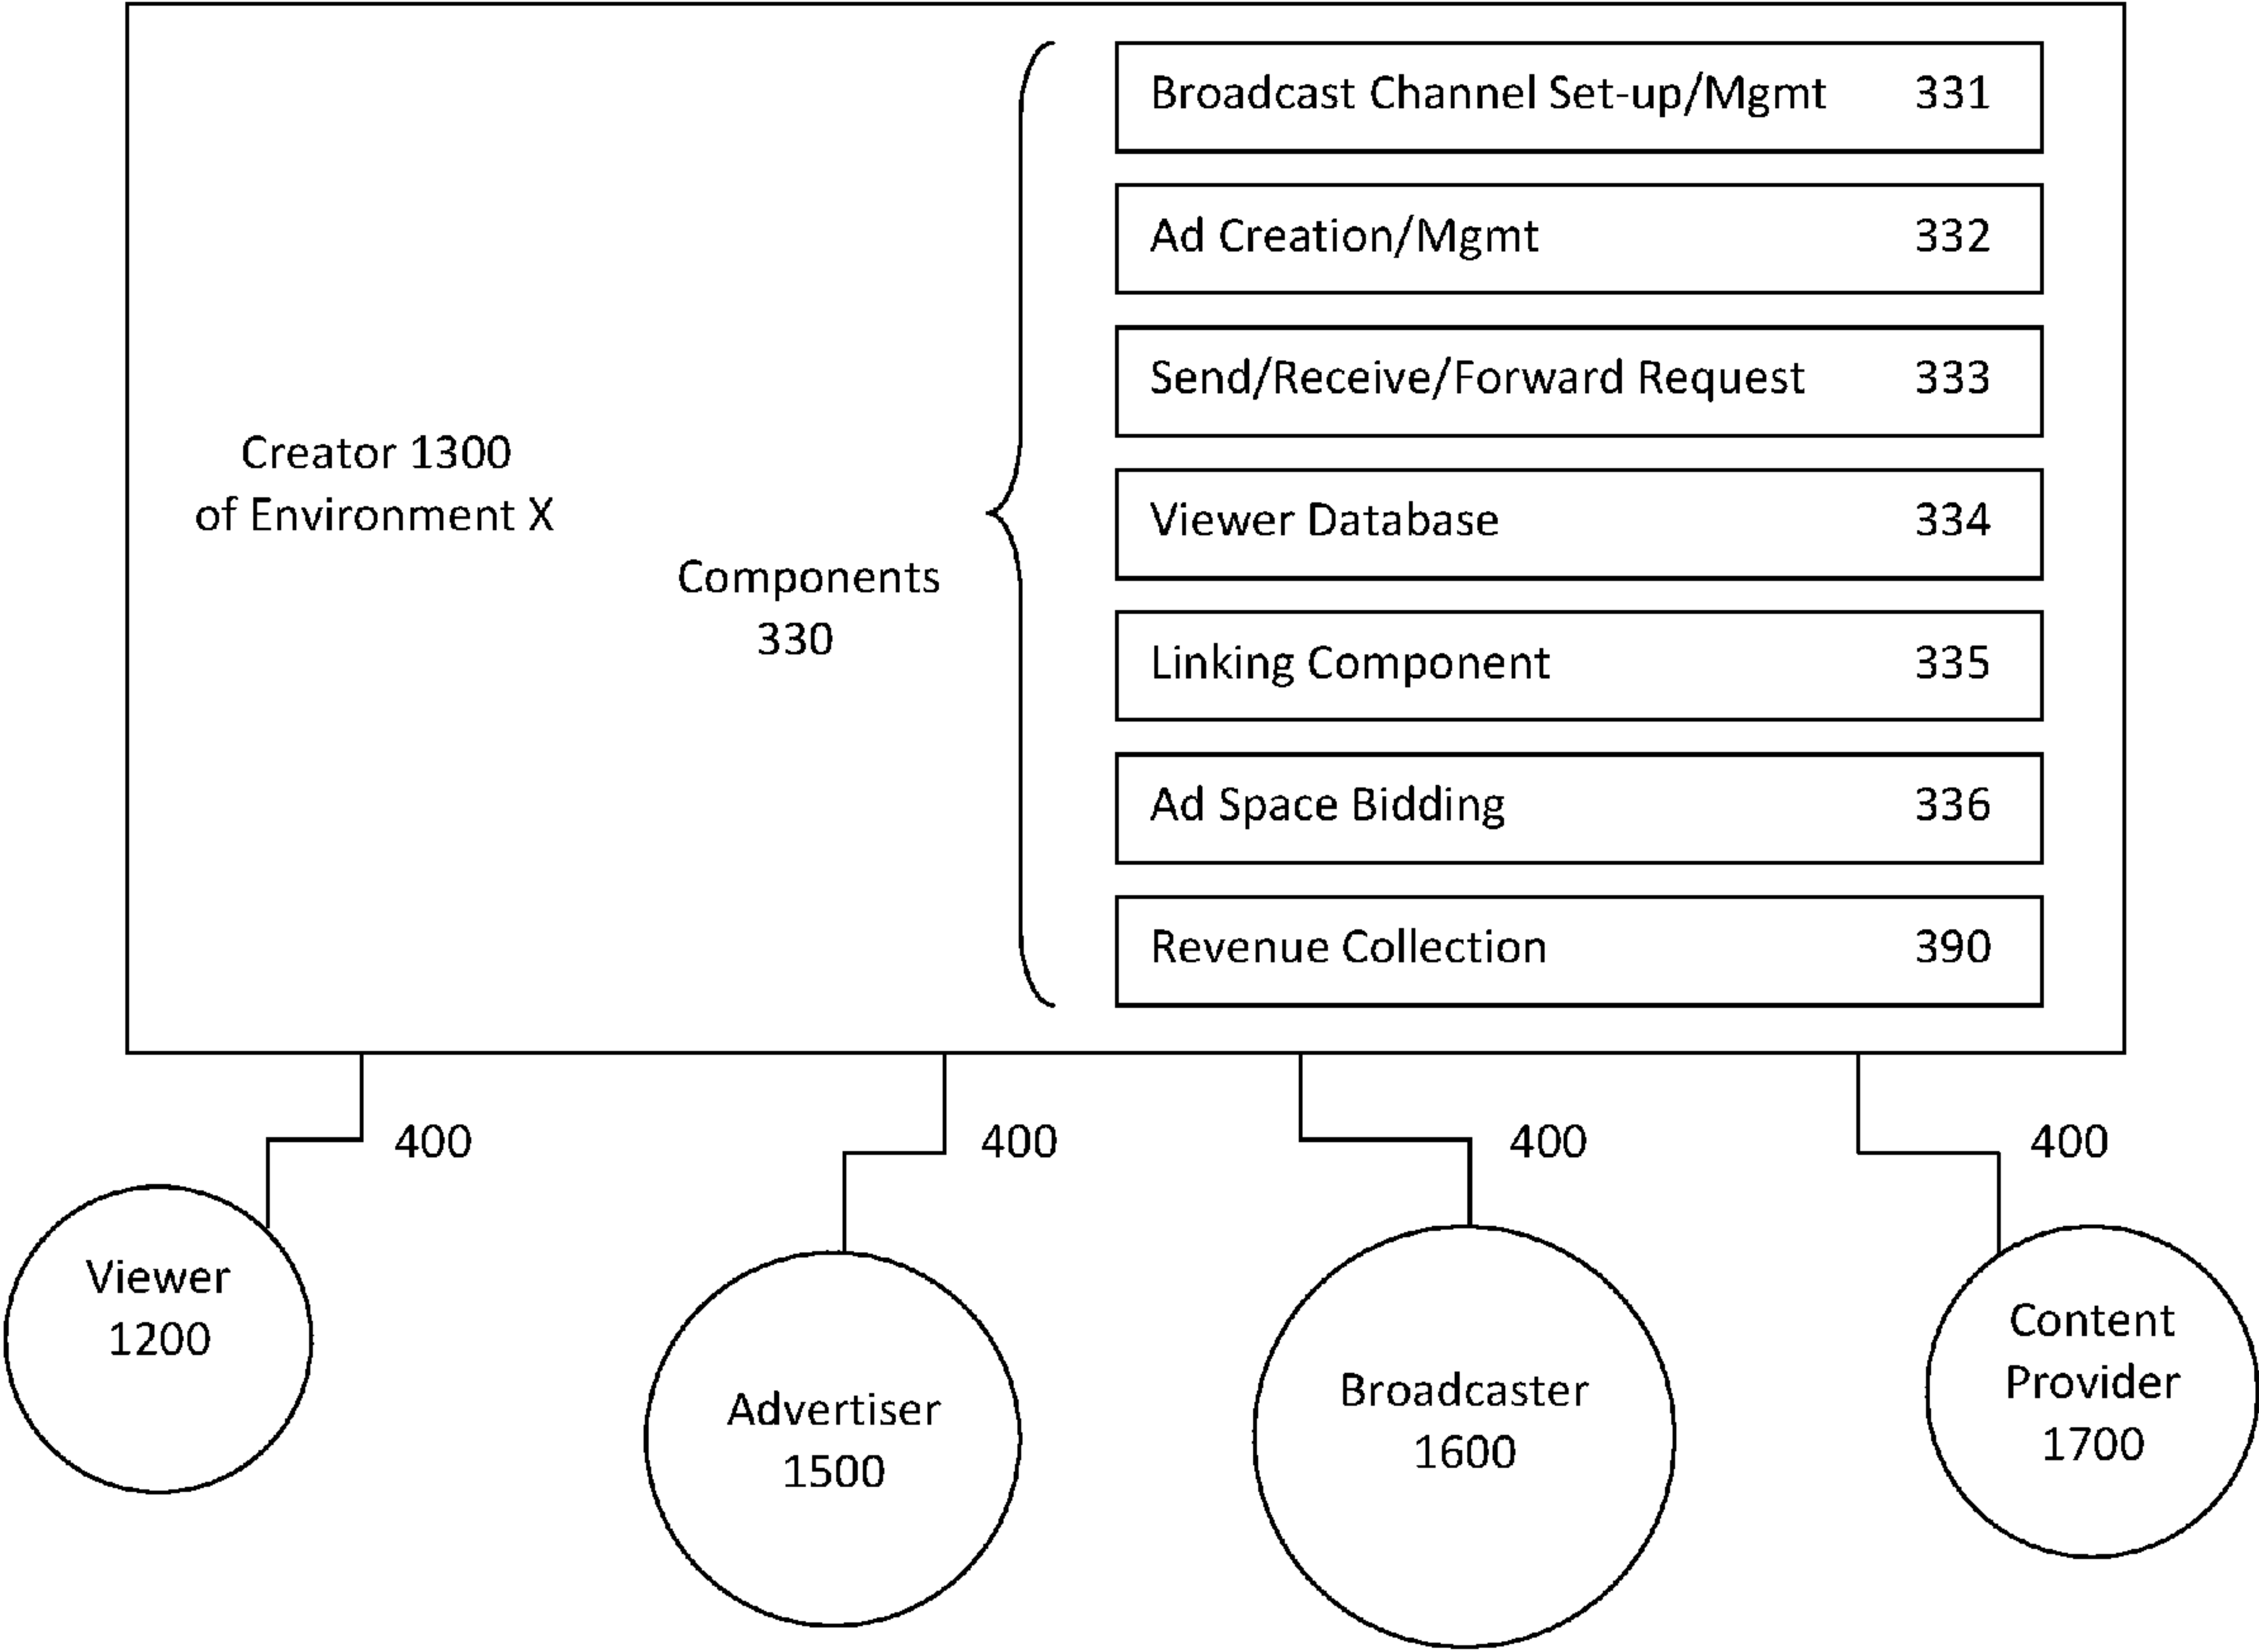 Broadcast Channel Set-up/Mgmt 331
Ad Creation/Mgmt 332
Send/Receive/Forward Request 333
Creator 1300
of Environment X
Viewer Database 334
Components
330
Linking Component 335
Ad Space Bidding 336
Revenue Collection 390
400 400 400 400
Viewer
1200
Advertiser
1500
Broadcaster
1600
Content
Provider
1700